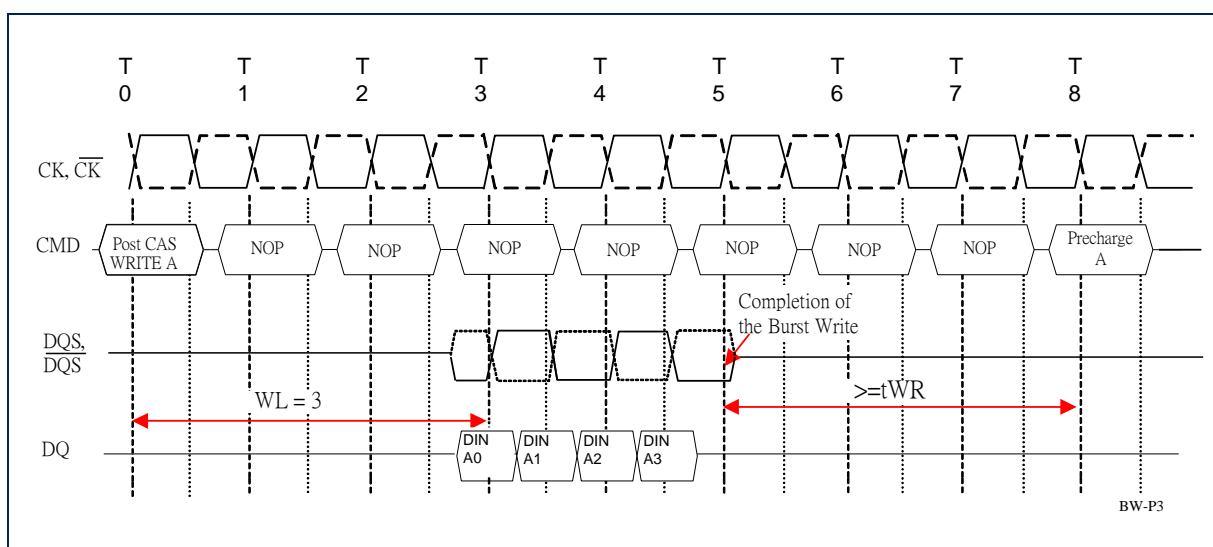 T T T T T T T T T
0 1 2 3 4 5 6 7 8
CK, CK
CMD
Post CAS
WRITE A
NOP
NOP
NOP
NOP
NOP
NOP
NOP
Precharge
A
Completion of
the Burst Write
DQS,
DQS
WL = 3
>=tWR
DQ
DIN
A0
DIN
A1
DIN
A2
DIN
A3
BW-P3